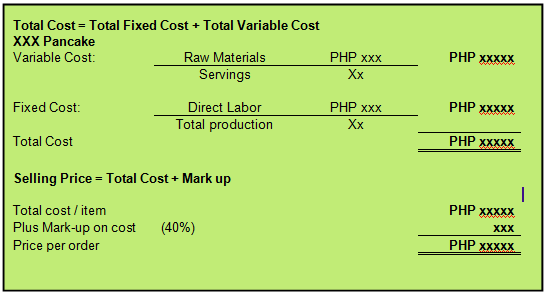 Total Cost = Total Fixed Cost + Total Variable Cost
XXX Pancake
Variable Cost: Raw Materials PHP xxx PHP xxxxx
Servings Xx
Fixed Cost: Direct Labor PHP xxx PHP xxxxx
Total production Xx
Total Cost PHP xxxxx
Selling Price = Total Cost + Mark up
Total cost / item PHP xxxxx
Plus Mark-up on cost (40%) xxx
Price per order PHP xxxxx